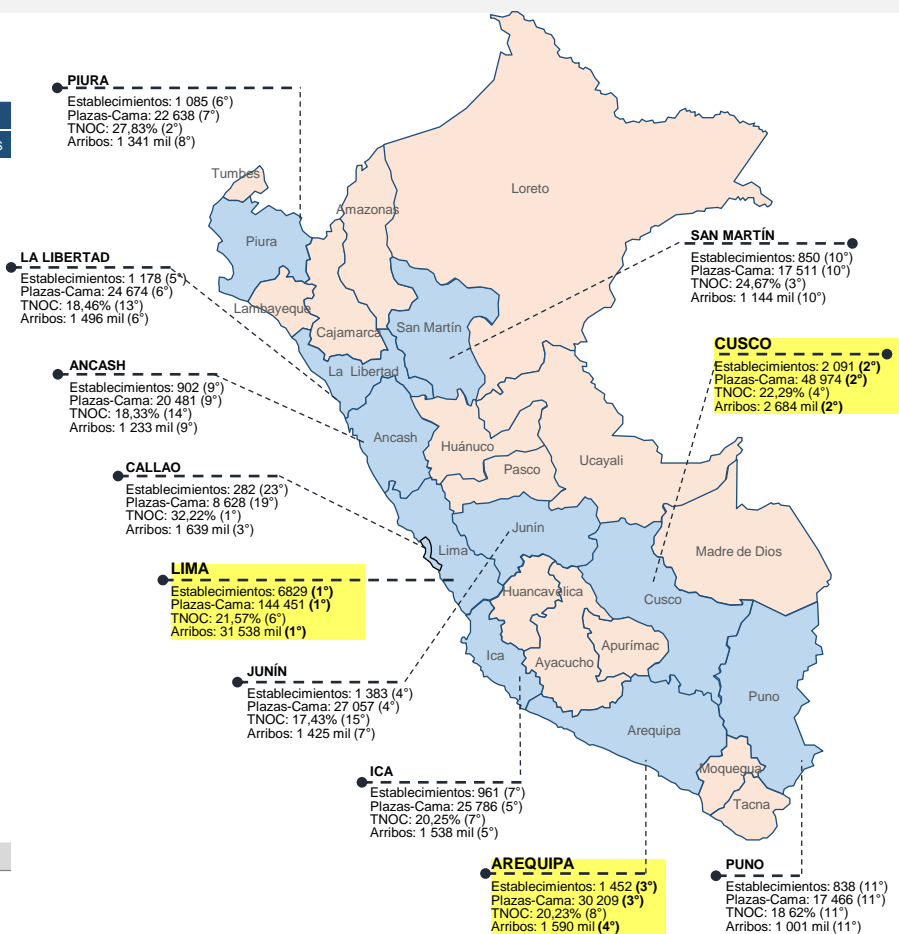 PIURA
Establecimientos: 1 085 (6°)
Plazas-Cama: 22 638 (7°)
TNOC: 27,83% (2°)
Arribos: 1 341 mil (8°)
s
Tumbes
Loreto
Amazonas
Piura
SAN MARTÍN
Establecimientos: 850 (10°)
Plazas-Cama: 17 511 (10°)
TNOC: 24,67% (3°)
Arribos: 1 144 mil (10°)
LA LIBERTAD
Establecimientos: 1 178 (5°)
Plazas-Cama: 24 674 (6°)
TNOC: 18,46% (13°)
Arribos: 1 496 mil (6°)
Lambayeque
Cajamarca
San Martín
La Libertad
CUSCO
Establecimientos: 2 091 (2°)
Plazas-Cama: 48 974 (2°)
TNOC: 22,29% (4°)
Arribos: 2 684 mil (2°)
ANCASH
Establecimientos: 902 (9°)
Plazas-Cama: 20 481 (9°)
TNOC: 18,33% (14°)
Arribos: 1 233 mil (9°)
Ancash
Huánuco
Ucayali
Pasco
CALLAO
Establecimientos: 282 (23°)
Plazas-Cama: 8 628 (19°)
TNOC: 32,22% (1°)
Arribos: 1 639 mil (3°)
Junín
Lima
Madre de Dios
LIMA
Establecimientos: 6829 (1°)
Plazas-Cama: 144 451 (1°)
TNOC: 21,57% (6°)
Arribos: 31 538 mil (1°)
Huancavelica
Cusco
Ica
Apurímac
Ayacucho
JUNÍN
Establecimientos: 1 383 (4°)
Plazas-Cama: 27 057 (4°)
TNOC: 17,43% (15°)
Arribos: 1 425 mil (7°)
Puno
Arequipa
ICA
Establecimientos: 961 (7°)
Plazas-Cama: 25 786 (5°)
TNOC: 20,25% (7°)
Arribos: 1 538 mil (5°)
Moquegua
Tacna
AREQUIPA
Establecimientos: 1 452 (3°)
Plazas-Cama: 30 209 (3°)
TNOC: 20,23% (8°)
Arribos: 1 590 mil (4°)
PUNO
Establecimientos: 838 (11°)
Plazas-Cama: 17 466 (11°)
TNOC: 18 62% (11°)
Arribos: 1 001 mil (11°)